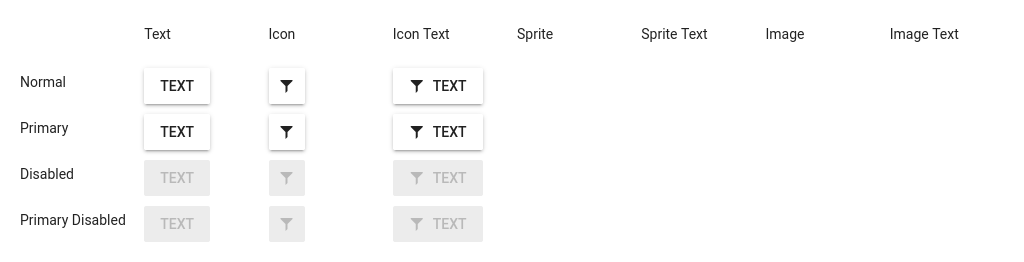 Text Icon Icon Text Sprite Sprite Text Image Image Text
Normal TEXT TEXT
Primary TEXT TEXT
Disabled TEXT TEXT
Primary Disabled TEXT TEXT